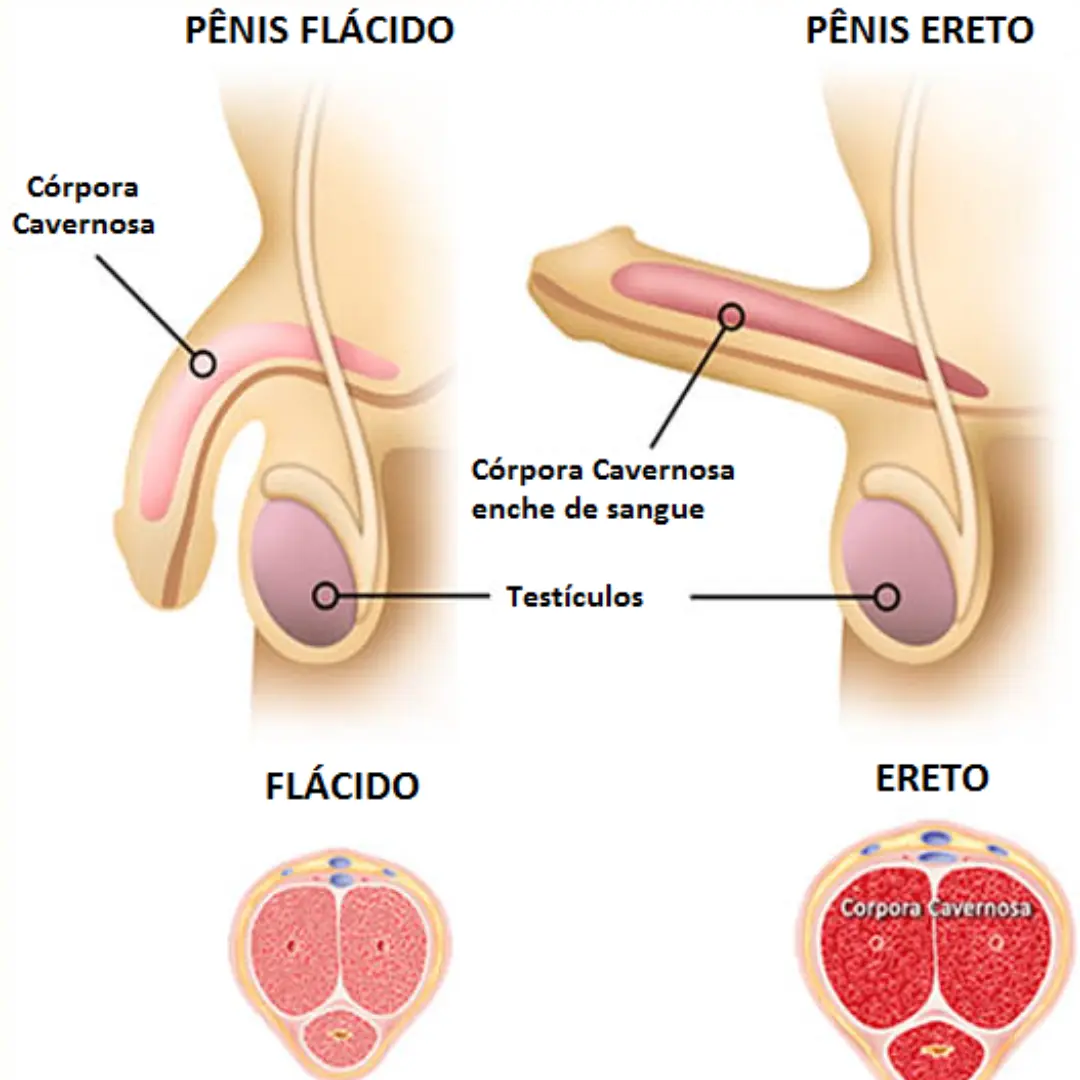 PÊNIS FLÁCIDO
PÊNIS ERETO
Córpora
Cavernosa
Córpora Cavernosa
enche de sangue
Testículos
FLÁCIDO
ERETO
Corpora Cavernosa